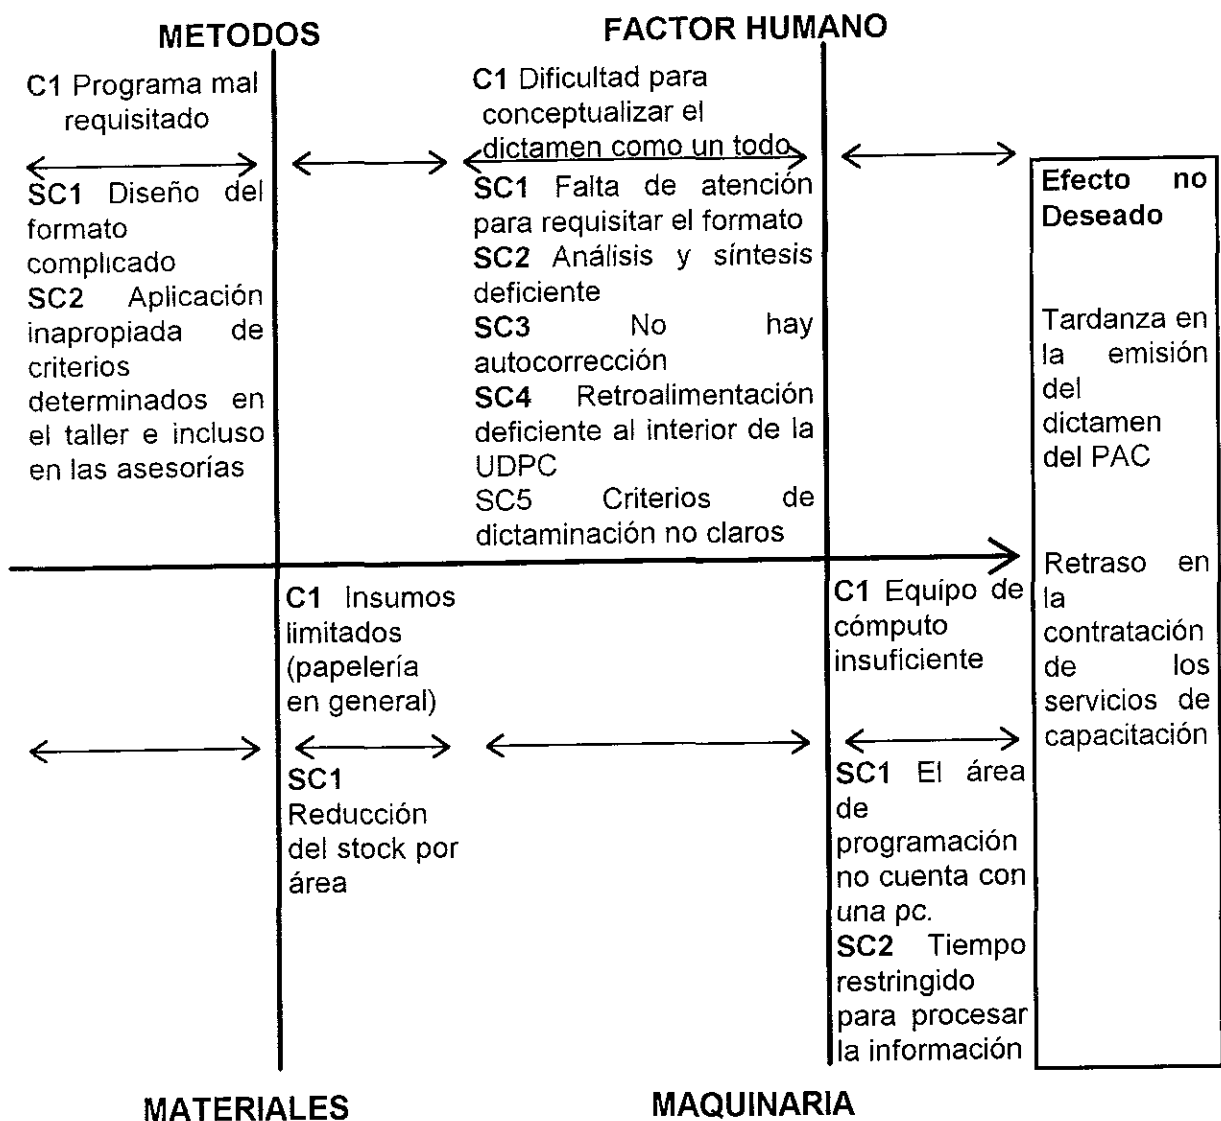 METODOS
C1 Programa mal
requisitado
SC1 Diseño del
formato
complicado
SC2 Aplicación
inapropiada de
criterios
determinados en
el taller e incluso
en las asesorías
FACTOR HUMANO
C1 Dificultad para
conceptualizar el
dictamen como un todo
SC1 Falta de atención
para requisitar el formato
SC2 Análisis y síntesis
deficiente
SC3 No hay
autocorrección
SC4 Retroalimentación
deficiente al interior de la
UDPC
SC5 Criterios de
dictaminación no claros
Efecto no
Deseado
Tardanza en
la emisión
del
dictamen
del PAC
Retraso en
la
contratación
de los
servicios de
capacitación
C1 Insumos
limitados
(papelería
en general)
SC1
Reducción
del stock por
área
MATERIALES
C1 Equipo de
cómputo
insuficiente
SC1 El área
de
programación
no cuenta con
una pc.
SC2 Tiempo
restringido
para procesar
la información
MAQUINARIA